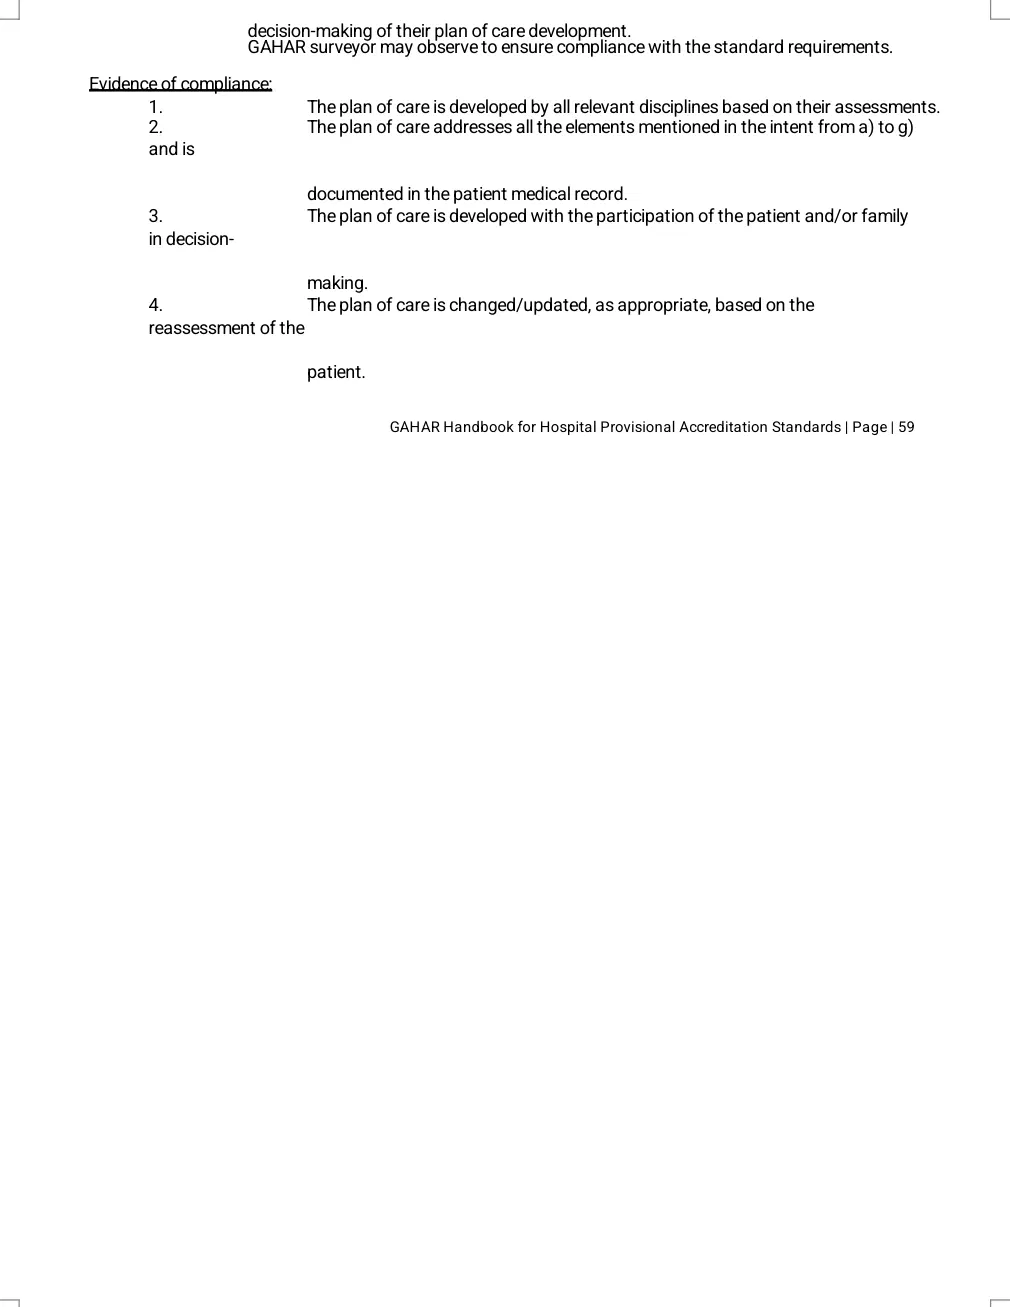 decision-making of their plan of care development.
GAHAR surveyor may observe to ensure compliance with the standard requirements.
Evidence of compliance:
1. The plan of care is developed by all relevant disciplines based on their assessments.
2. The plan of care addresses all the elements mentioned in the intent from a) to g)
and is
documented in the patient medical record.
3. The plan of care is developed with the participation of the patient and/or family
in decision-
making.
4. The plan of care is changed/updated, as appropriate, based on the
reassessment of the
patient.
GAHAR Handbook for Hospital Provisional Accreditation Standards | Page | 59